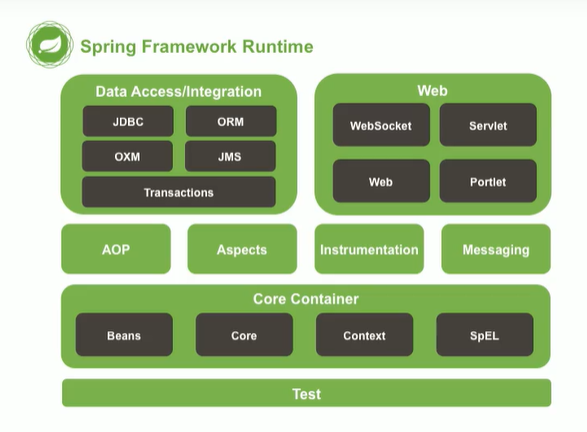 Spring Framework Runtime
Data Access/Integration
JDBC
ORM
OXM
JMS
Transactions
Web
WebSocket
Servlet
Web
Portlet
AOP
Aspects
Instrumentation
Messaging
Core Container
Beans
Core
Context
SpEL
Test